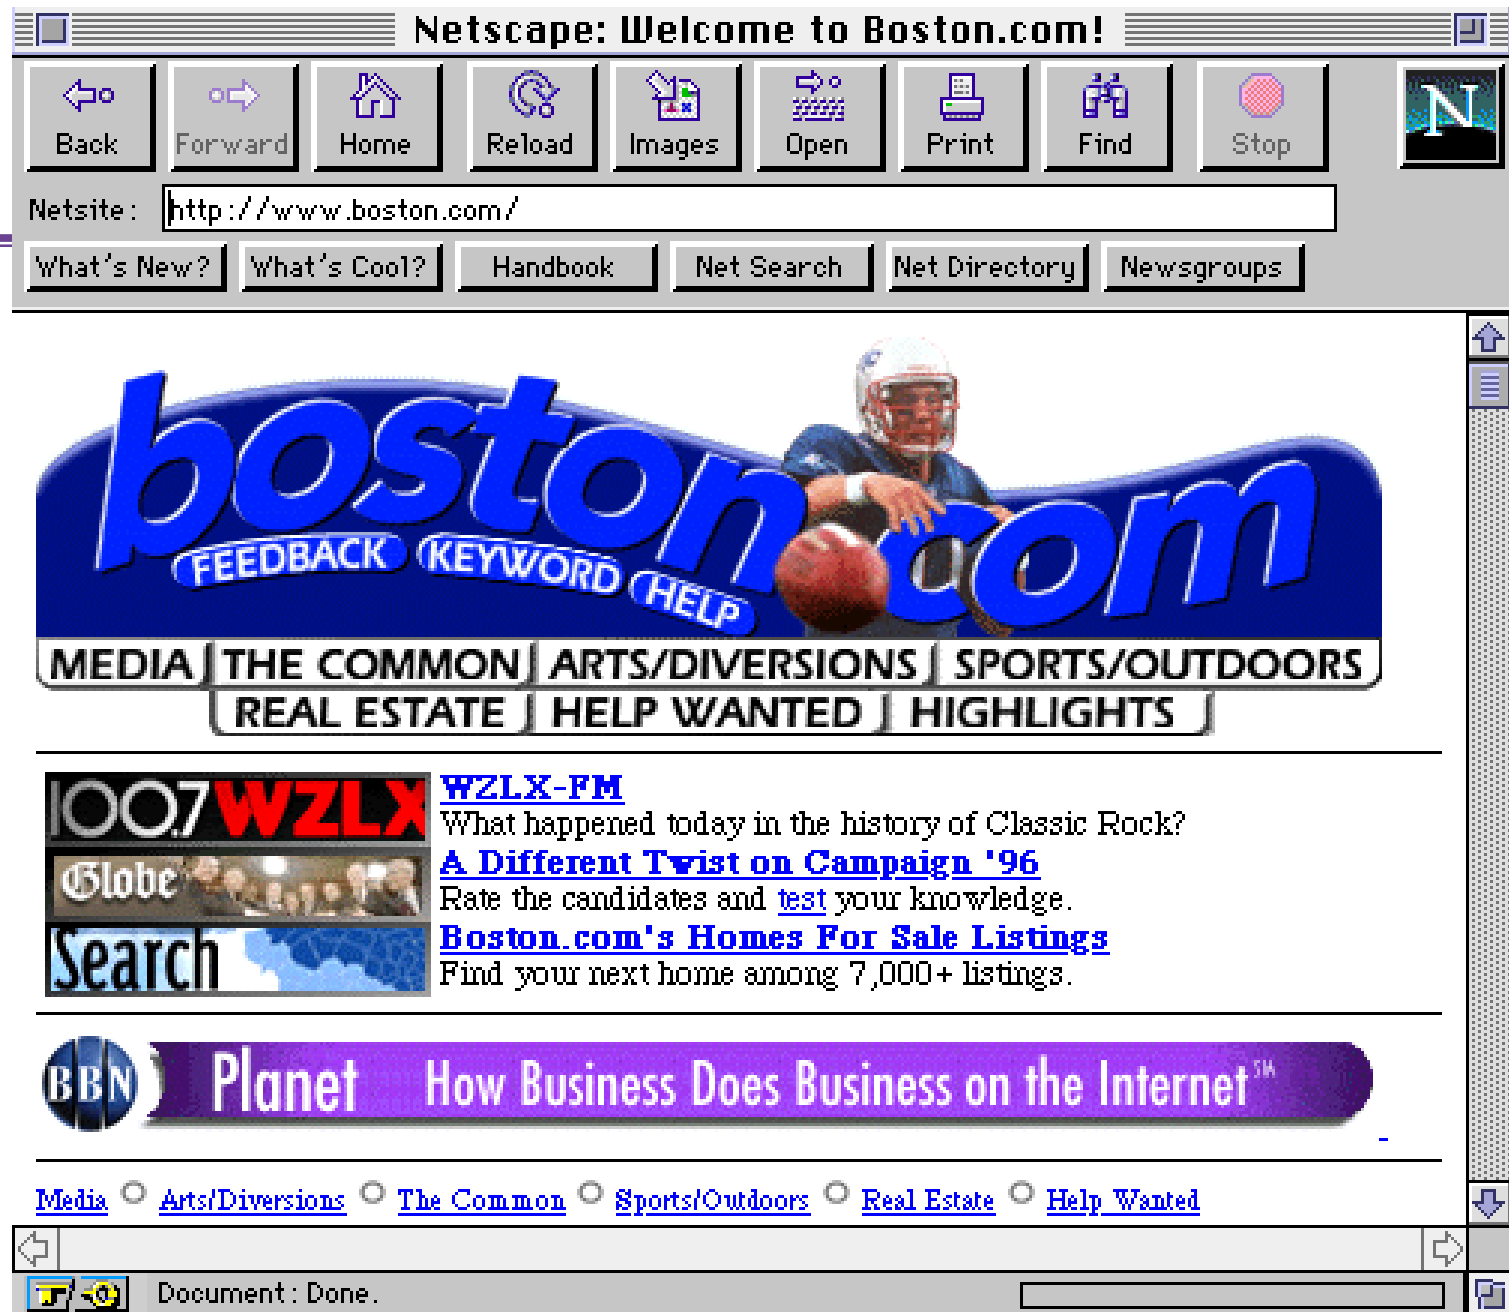 Netscape: Welcome to Boston.com!
Back Forward Home Reload Images Open Print Find Stop N
Netsite: http://www.boston.com/
What's New? What's Cool? Handbook Net Search Net Directory Newsgroups
boston.com
FEEDBACK KEYWORD HELP
MEDIA THE COMMON ARTS/DIVERSIONS SPORTS/OUTDOORS
REAL ESTATE HELP WANTED HIGHLIGHTS
100.7 WZLX WZLX-FM
What happened today in the history of Classic Rock?
Globe A Different Twist on Campaign '96
Rate the candidates and test your knowledge.
Search Boston.com's Homes For Sale Listings
Find your next home among 7,000+ listings.
BBN Planet How Business Does Business on the Internet SM
Media Arts/Diversions The Common Sports/Outdoors Real Estate Help Wanted
Document: Done.